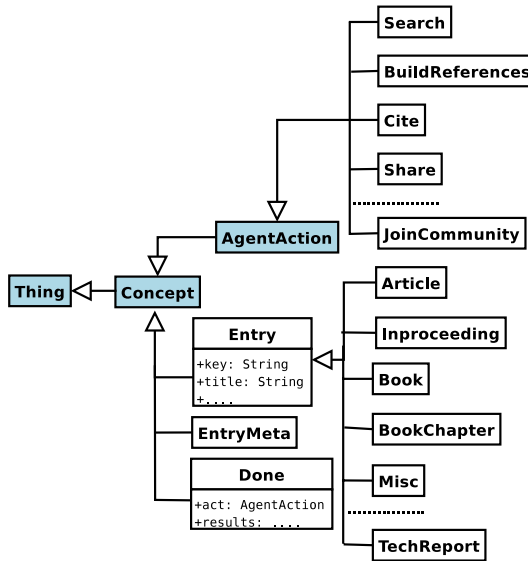 Search
BuildReferences
Cite
Share
AgentAction
JoinCommunity
Thing
Concept
Article
Entry
+key: String
+title: String
+....
Inproceeding
Book
EntryMeta
BookChapter
Done
+act: AgentAction
+results: ....
Misc
TechReport